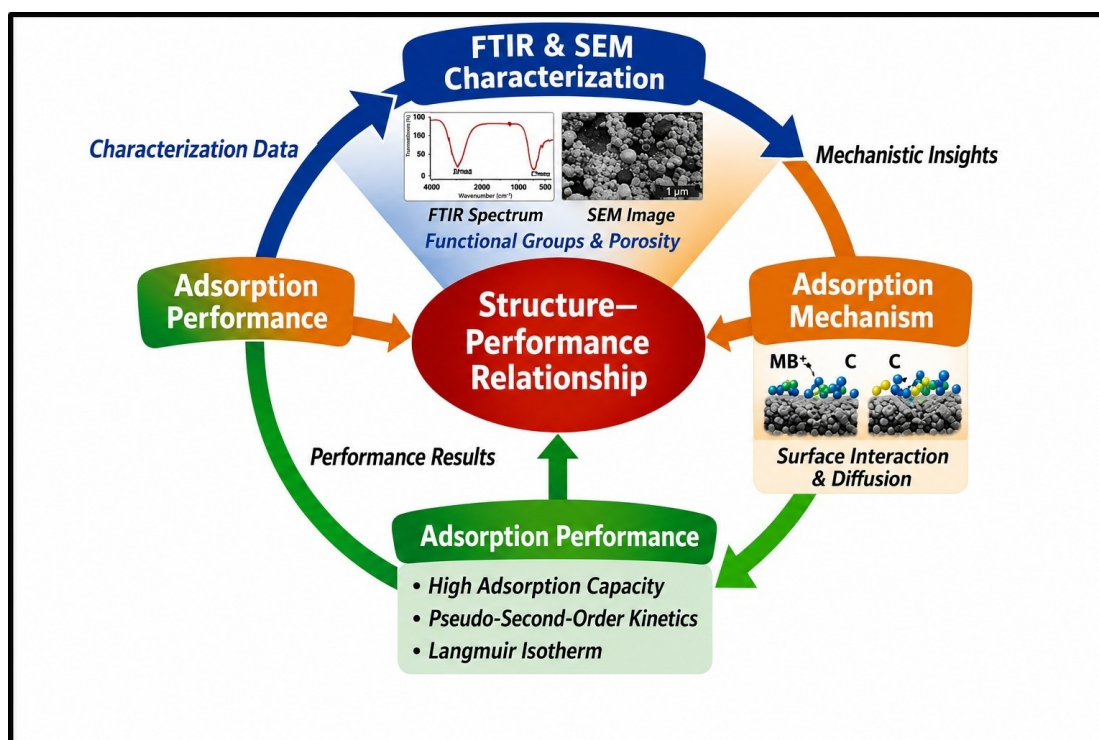 FTIR & SEM
Characterization
Characterization Data
Mechanistic Insights
100
150
50
0
4000
2000
1000
500
Wavenumber (cm⁻¹)
1 µm
FTIR Spectrum
SEM Image
Functional Groups & Porosity
Adsorption
Performance
Structure—
Performance
Relationship
Adsorption
Mechanism
MB⁺
C
C
Surface Interaction
& Diffusion
Performance Results
Adsorption Performance
• High Adsorption Capacity
• Pseudo-Second-Order Kinetics
• Langmuir Isotherm